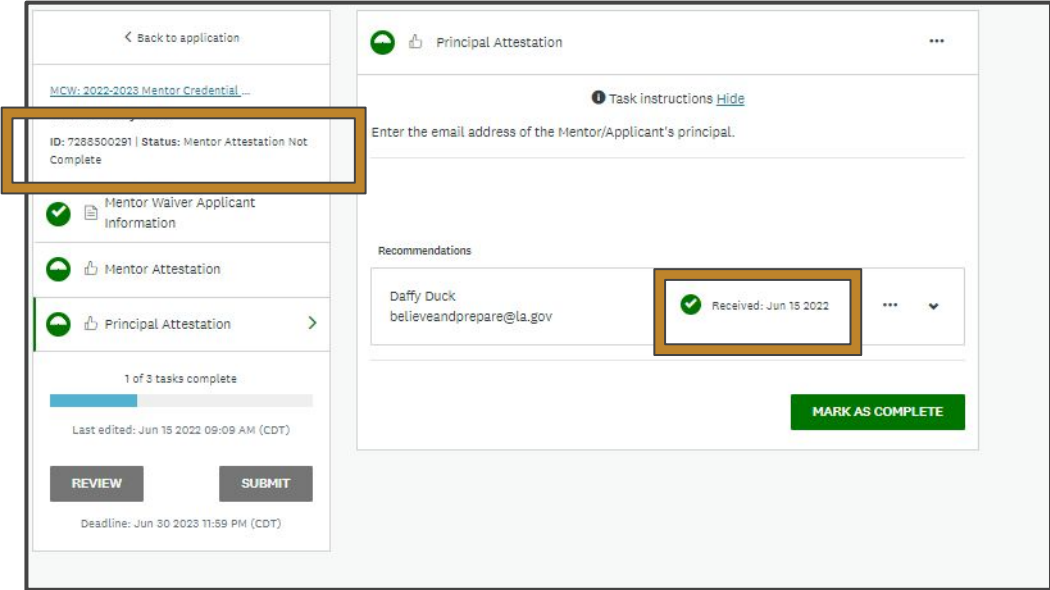 Back to application
MCW: 2022-2023 Mentor Credential ...
ID: 7288500291 | Status: Mentor Attestation Not
Complete
Mentor Waiver Applicant
Information
Mentor Attestation
Principal Attestation
1 of 3 tasks complete
Last edited: Jun 15 2022 09:09 AM (CDT)
REVIEW
SUBMIT
Deadline: Jun 30 2023 11:59 PM (CDT)
Principal Attestation
Task instructions Hide
Enter the email address of the Mentor/Applicant's principal.
Recommendations
Daffy Duck
believeandprepare@la.gov
Received: Jun 15 2022
MARK AS COMPLETE